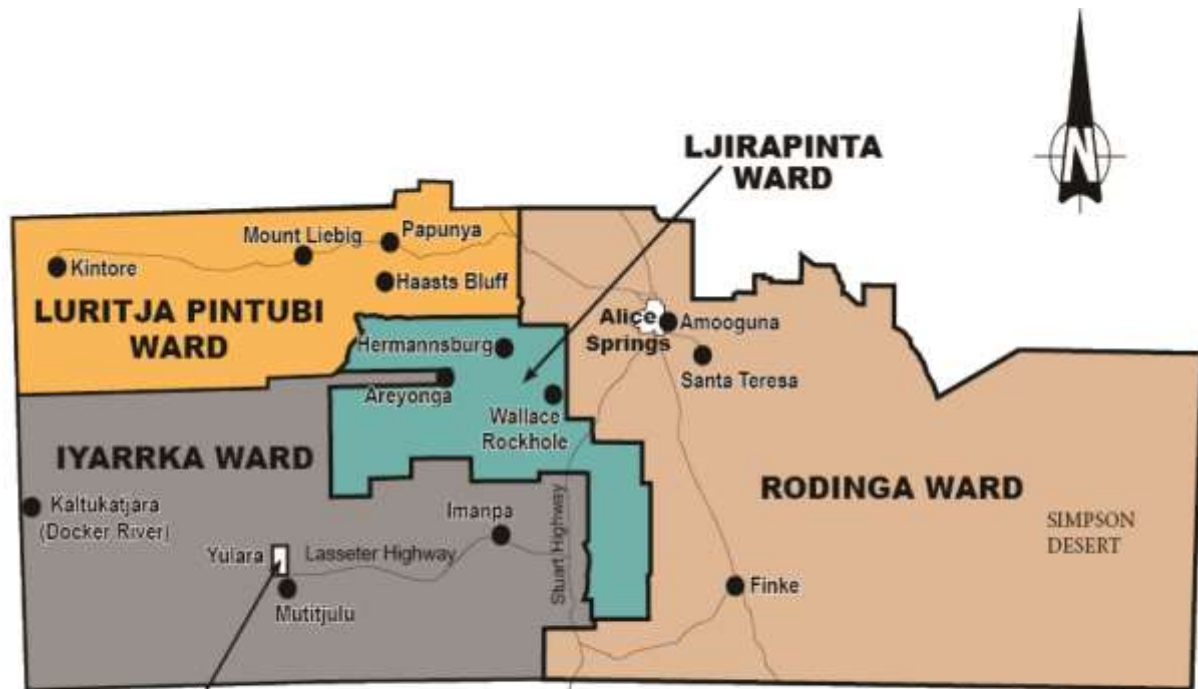 LJIRAPINTA
WARD
N
Mount Liebig
Papunya
Kintore
Haasts Bluff
LURITJA PINTUBI
WARD
Alice
Springs
Amooguna
Hermannsburg
Santa Teresa
Areyonga
Wallace
Rockhole
IYARRKA WARD
RODINGA WARD
Kaltukatjara
(Docker River)
Imanpa
SIMPSON
DESERT
Yulara
Lasseter Highway
Stuart Highway
Mutitjulu
Finke